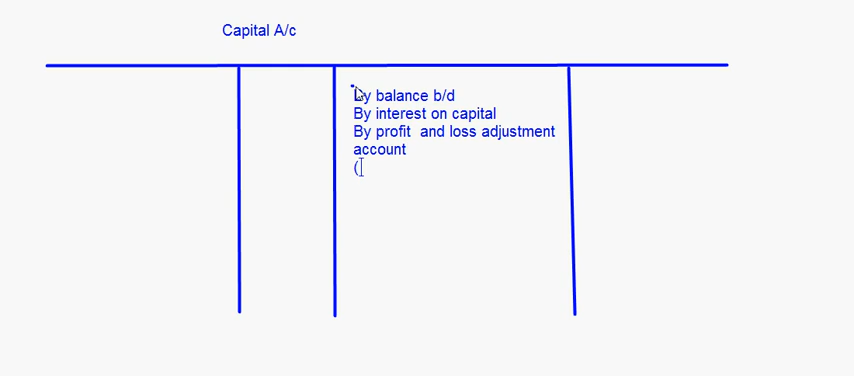 Capital A/c
By balance b/d
By interest on capital
By profit  and loss adjustment
account
(